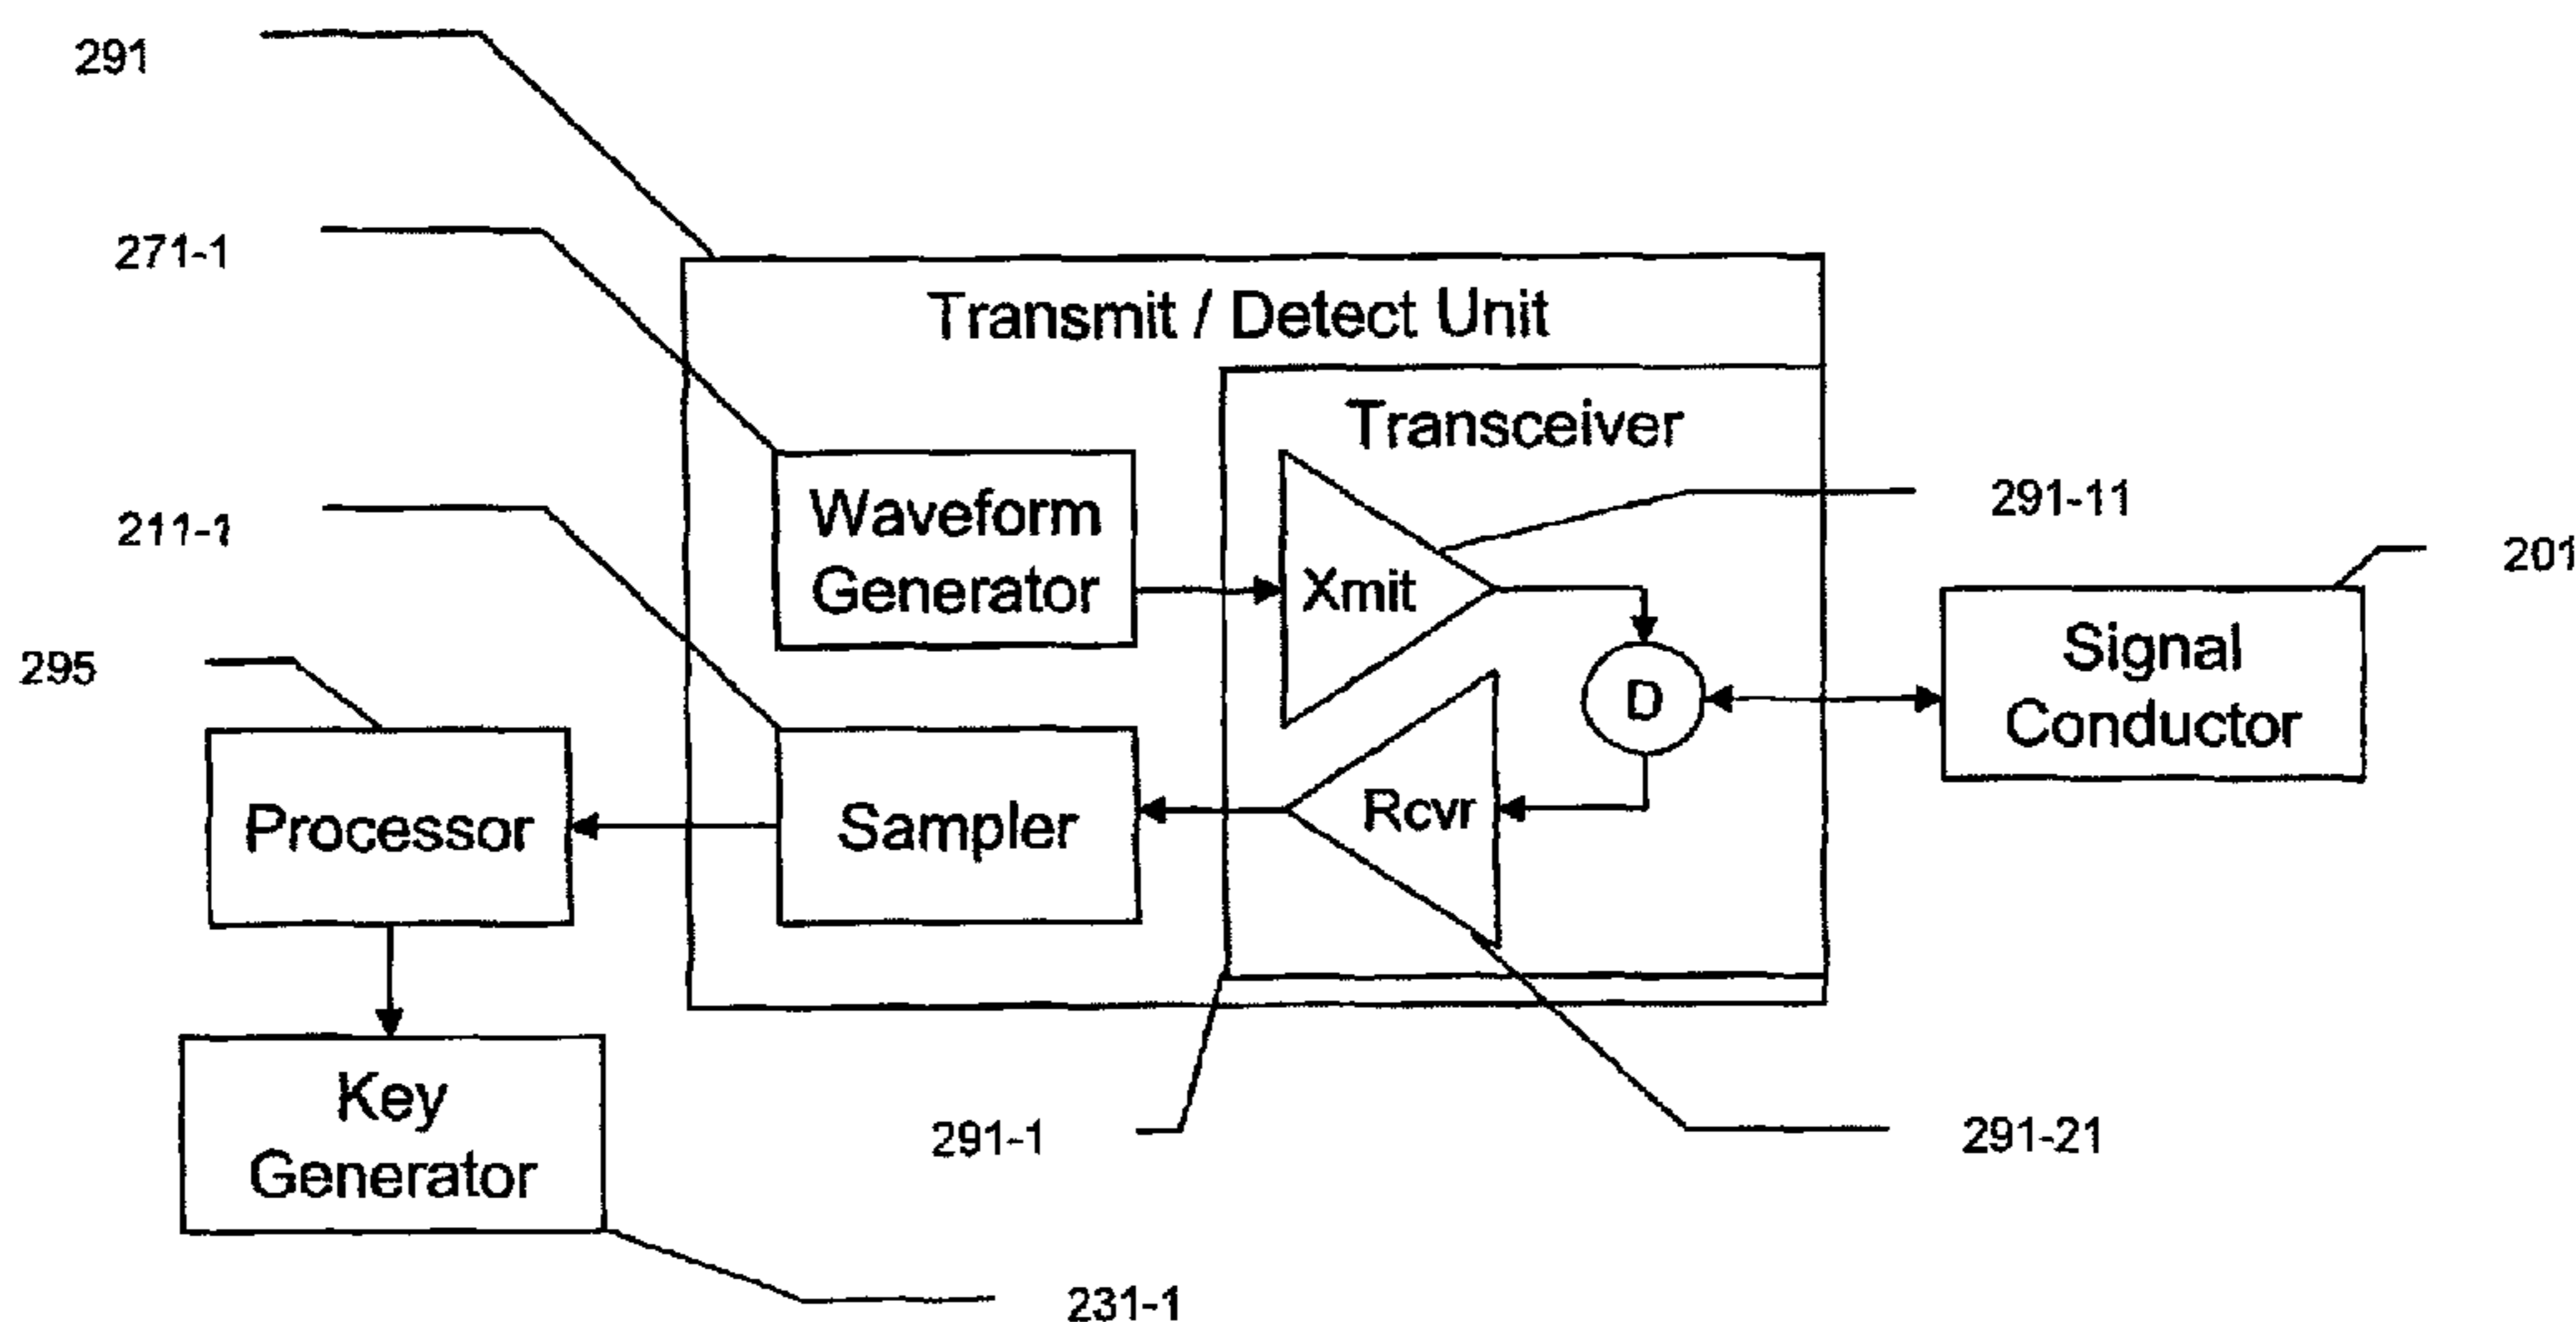 291
271-1
Transmit / Detect Unit
Transceiver
211-1
Waveform
Generator
291-11
201
Xmit
Signal
Conductor
295
D
Processor
Sampler
Rcvr
Key
Generator
291-1
291-21
231-1